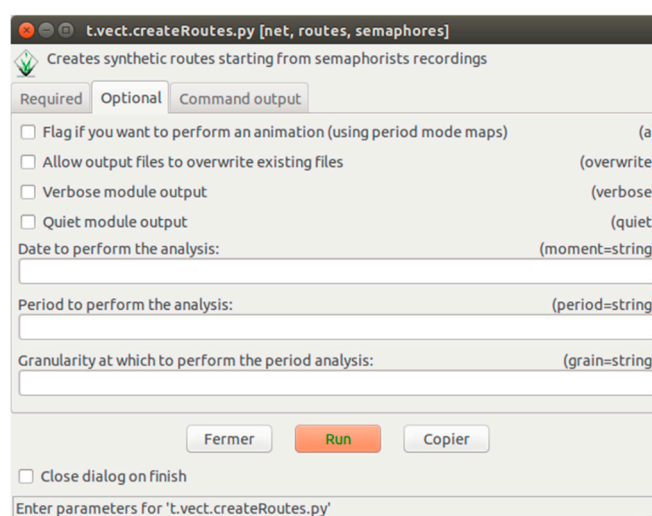 t.vect.createRoutes.py [net, routes, semaphores]
Creates synthetic routes starting from semaphorists recordings
Required Optional Command output
Flag if you want to perform an animation (using period mode maps) (a
Allow output files to overwrite existing files (overwrite
Verbose module output (verbose
Quiet module output (quiet
Date to perform the analysis: (moment=string
Period to perform the analysis: (period=string
Granularity at which to perform the period analysis: (grain=string
Fermer Run Copier
Close dialog on finish
Enter parameters for 't.vect.createRoutes.py'